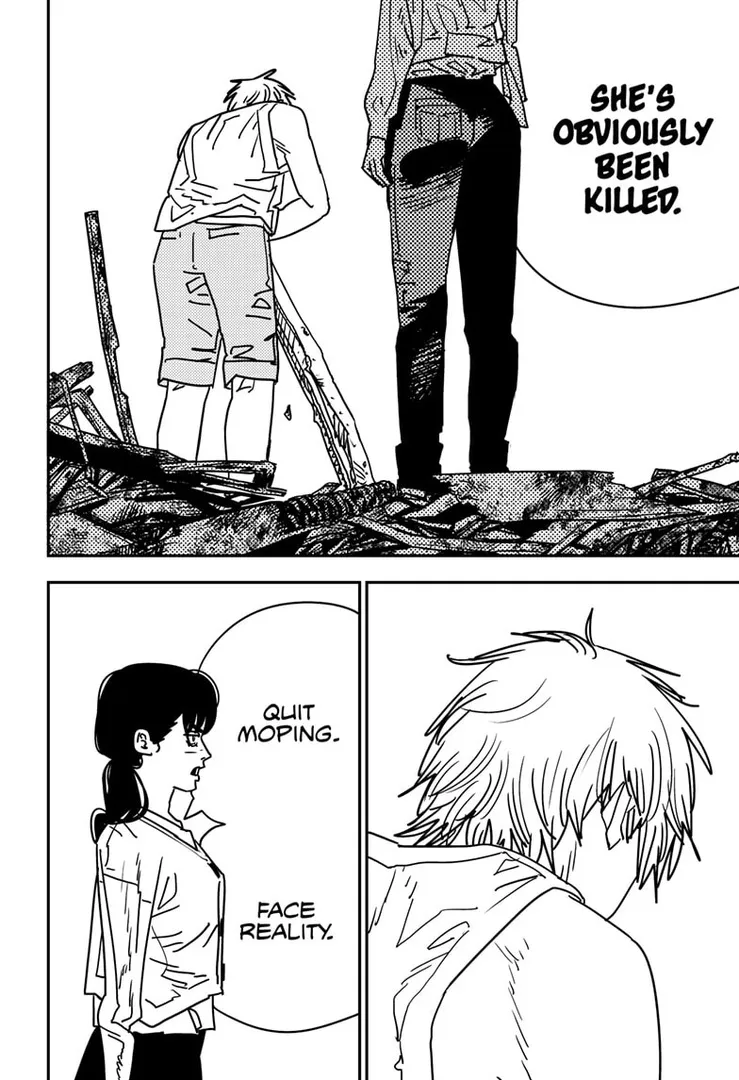 SHE'S
OBVIOUSLY
BEEN
KILLED.
QUIT
MOPING.
FACE
REALITY.